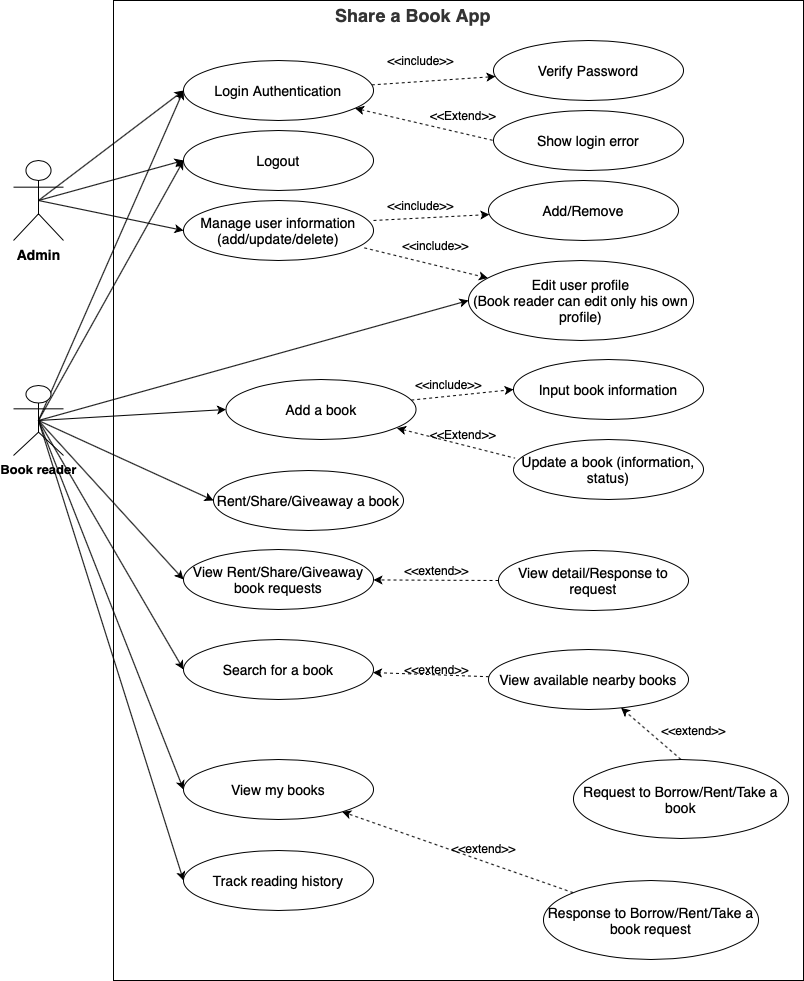 Share a Book App
<<include>>
Login Authentication
Verify Password
<<Extend>>
Show login error
Logout
Admin
Manage user information
(add/update/delete)
<<include>>
Add/Remove
<<include>>
Edit user profile
(Book reader can edit only his own
profile)
Book reader
Add a book
<<include>>
Input book information
<<Extend>>
Update a book (information,
status)
Rent/Share/Giveaway a book
View Rent/Share/Giveaway
book requests
<<extend>>
View detail/Response to
request
Search for a book
<<extend>>
View available nearby books
<<extend>>
Request to Borrow/Rent/Take a
book
View my books
<<extend>>
Response to Borrow/Rent/Take a
book request
Track reading history